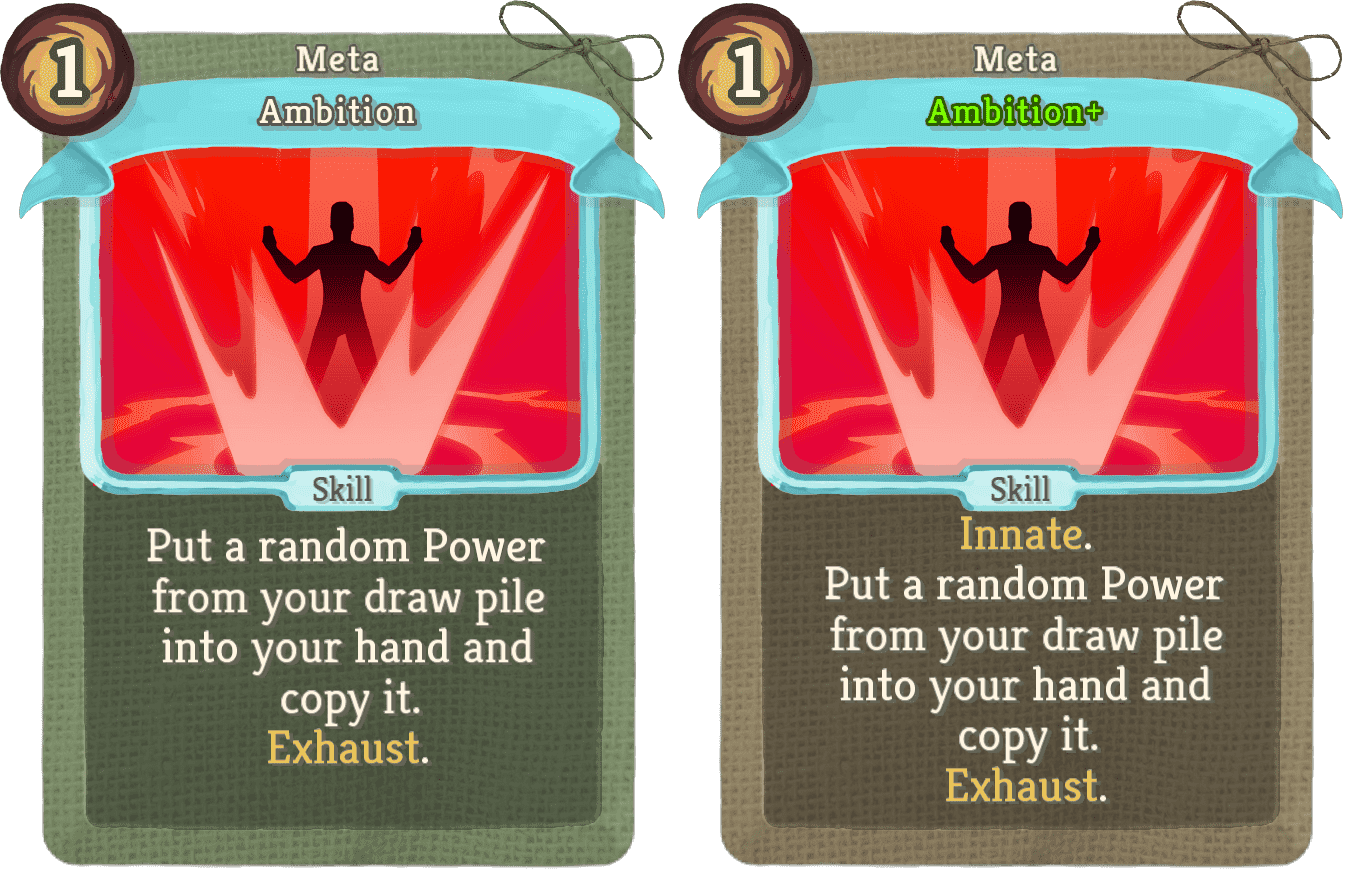 1
Meta
Ambition
Skill
Put a random Power
from your draw pile
into your hand and
copy it.
Exhaust.
1
Meta
Ambition+
Skill
Innate.
Put a random Power
from your draw pile
into your hand and
copy it.
Exhaust.